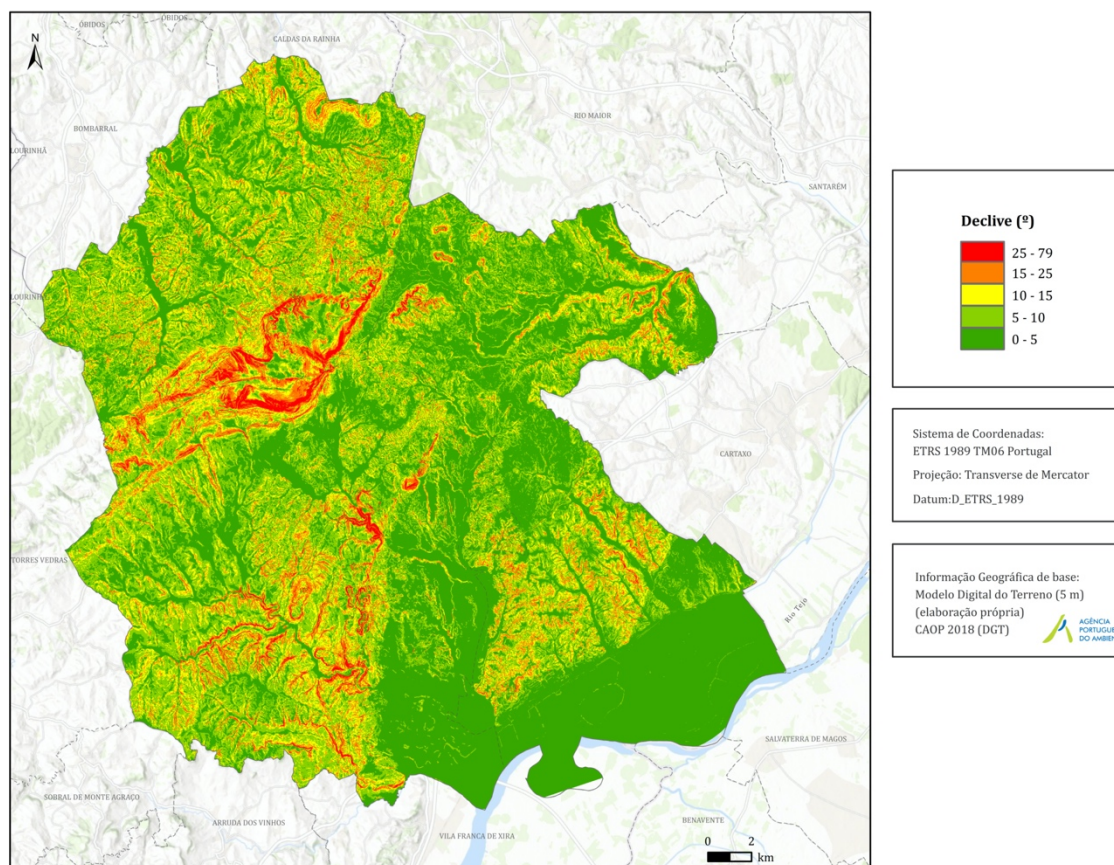 ÓBIDOS
ÓBIDOS
N
CALDAS DA RAINHA
RIO MAIOR
BOMBARRAL
LOURINHÃ
SANTARÉM
CARTAXO
TORRES VEDRAS
Rio Tejo
SALVATERRA DE MAGOS
SOBRAL DE MONTE AGRAÇO
ARRUDA DOS VINHOS
VILA FRANCA DE XIRA
BENAVENTE
0 2
km
Declive (º)
25 - 79
15 - 25
10 - 15
5 - 10
0 - 5
Sistema de Coordenadas:
ETRS 1989 TM06 Portugal
Projeção: Transverse de Mercator
Datum:D_ETRS_1989
Informação Geográfica de base:
Modelo Digital do Terreno (5 m)
(elaboração própria)
CAOP 2018 (DGT)
AGÊNCIA
PORTUGUE
DO AMBIEN